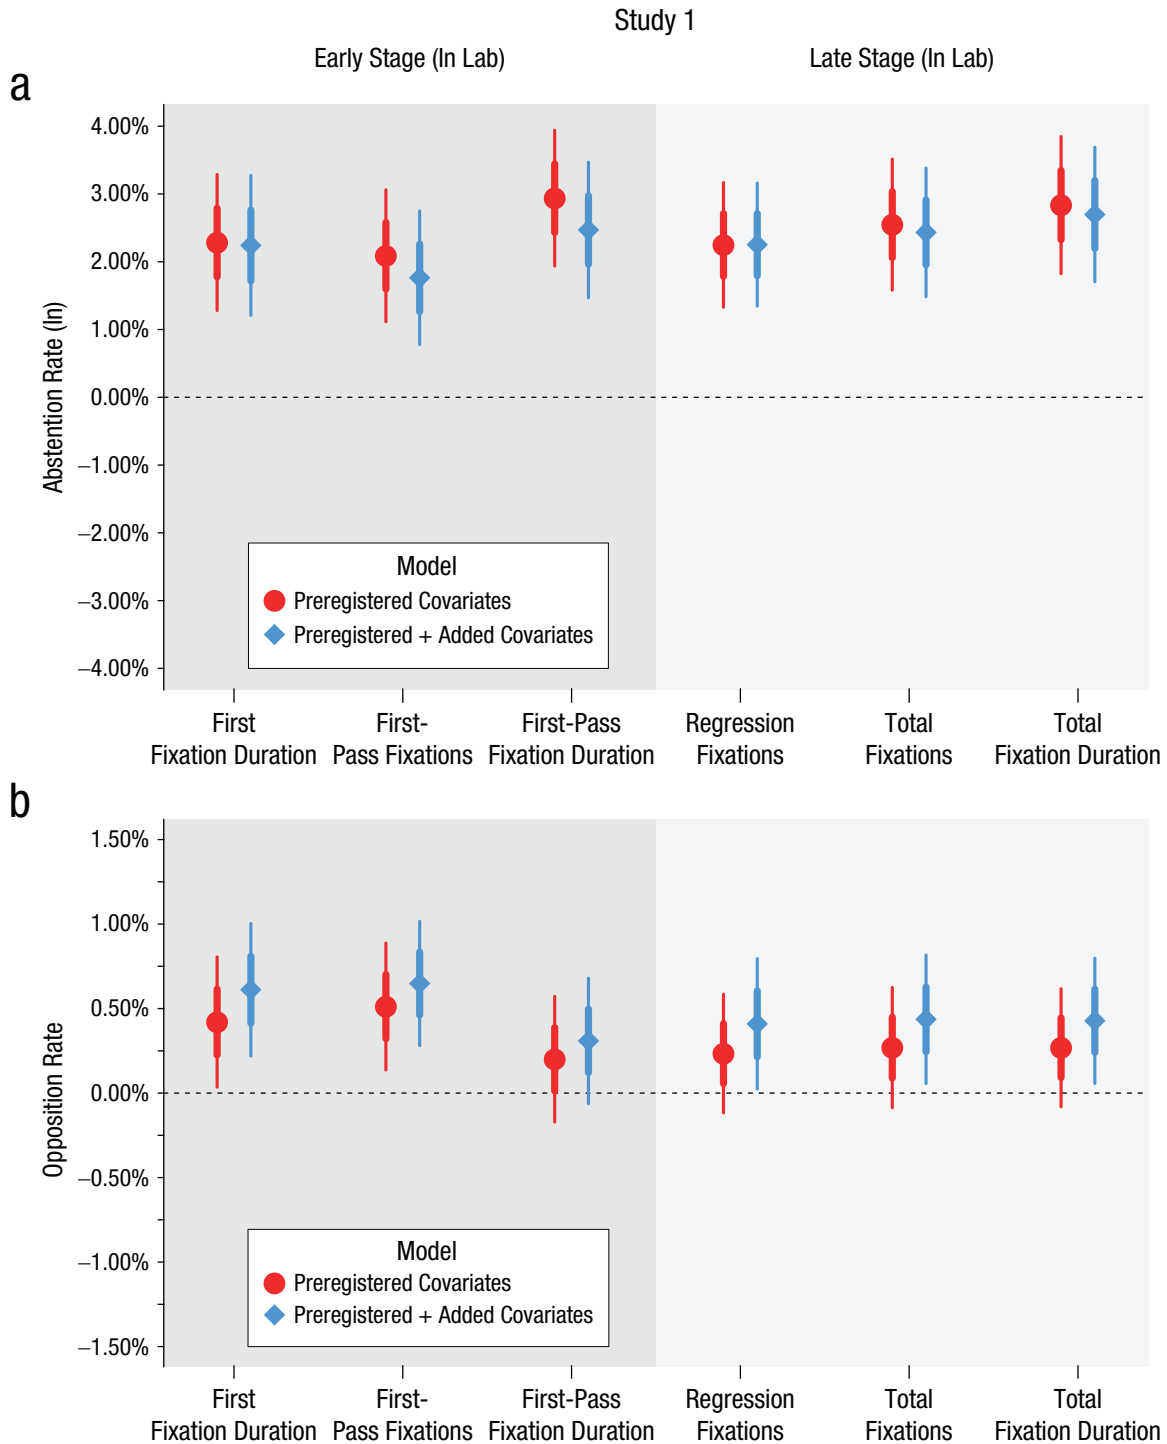 Study 1
Early Stage (In Lab)
Late Stage (In Lab)
a
Abstention Rate (ln)
4.00%
3.00%
2.00%
1.00%
0.00%
–1.00%
–2.00%
–3.00%
–4.00%
Model
Preregistered Covariates
Preregistered + Added Covariates
First
Fixation Duration
First-
Pass Fixations
First-Pass
Fixation Duration
Regression
Fixations
Total
Fixations
Total
Fixation Duration
b
Opposition Rate
1.50%
1.00%
0.50%
0.00%
–0.50%
–1.00%
–1.50%
Model
Preregistered Covariates
Preregistered + Added Covariates
First
Fixation Duration
First-
Pass Fixations
First-Pass
Fixation Duration
Regression
Fixations
Total
Fixations
Total
Fixation Duration